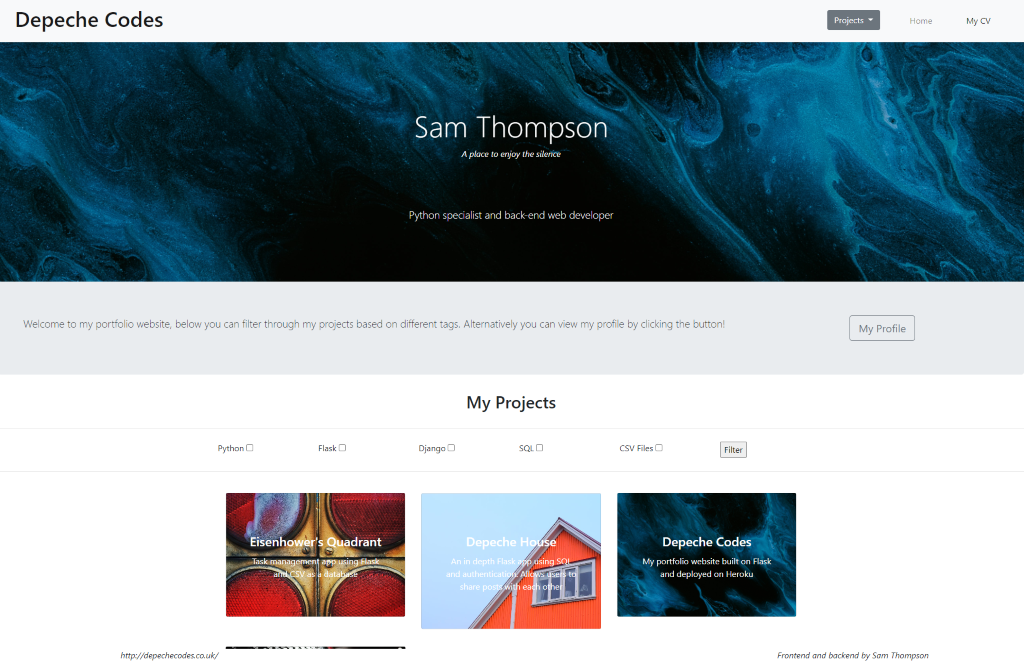 Depeche Codes
Projects
Home
My CV
Sam Thompson
A place to enjoy the silence
Python specialist and back-end web developer
Welcome to my portfolio website, below you can filter through my projects based on different tags. Alternatively you can view my profile by clicking the button!
My Profile
My Projects
Python
Flask
Django
SQL
CSV Files
Filter
Eisenhower's Quadrant
Task management app using Flask
and CSV as a database
Depeche House
An in depth Flask app using SQL
and authentication. Allows users to
share posts with each other
Depeche Codes
My portfolio website built on Flask
and deployed on Heroku
http://depechecodes.co.uk/
Frontend and backend by Sam Thompson